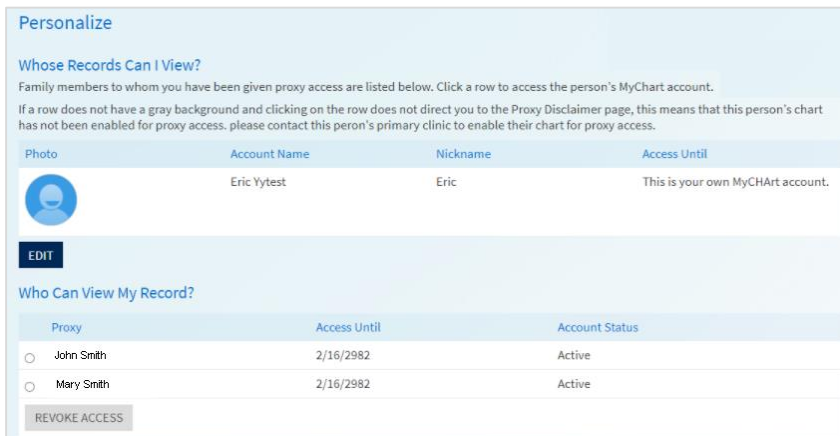 Personalize
Whose Records Can I View?
Family members to whom you have been given proxy access are listed below. Click a row to access the person's MyChart account.
If a row does not have a gray background and clicking on the row does not direct you to the Proxy Disclaimer page, this means that this person's chart
has not been enabled for proxy access. please contact this peron's primary clinic to enable their chart for proxy access.
Photo Account Name Nickname Access Until
Eric Yytest Eric This is your own MyCHArt account.
EDIT
Who Can View My Record?
Proxy Access Until Account Status
John Smith 2/16/2982 Active
Mary Smith 2/16/2982 Active
REVOKE ACCESS